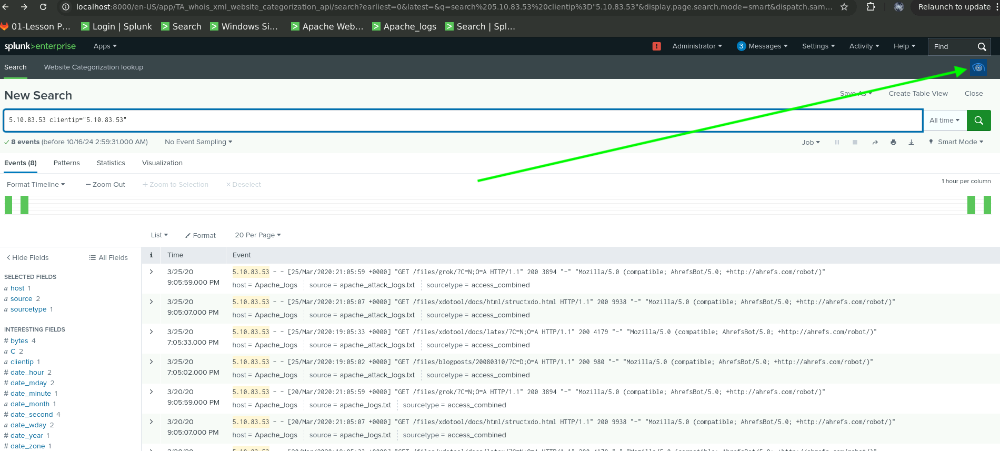 localhost:8000/en-US/app/TA_whois_xml_website_categorization_api/search?earliest=0&latest=&q=search%205.10.83.53%20clientip%3D"5.10.83.53"&display.page.search.mode=smart&dispatch.sam...
Relaunch to update
01-Lesson P...
Login | Splunk
Search
Windows Si...
Apache Web...
Apache_logs
Search | Spl...
splunk>enterprise
Apps
!
Administrator
3 Messages
Settings
Activity
Help
Find
Search
Website Categorization lookup
New Search
Save As
Create Table View
Close
5.10.83.53 clientip="5.10.83.53"
All time
✓ 8 events (before 10/16/24 2:59:31.000 AM)
No Event Sampling
Job
Smart Mode
Events (8)
Patterns
Statistics
Visualization
Format Timeline
— Zoom Out
+ Zoom to Selection
× Deselect
1 hour per column
List
Format
20 Per Page
< Hide Fields
All Fields
SELECTED FIELDS
a host 1
a source 2
a sourcetype 1
INTERESTING FIELDS
# bytes 4
a C 2
a clientip 1
# date_hour 2
# date_mday 2
# date_minute 1
a date_month 1
# date_second 4
a date_wday 2
# date_year 1
# date_zone 1
i Time Event
3/25/20
9:05:59.000 PM
5.10.83.53 - - [25/Mar/2020:21:05:59 +0000] "GET /files/grok/?C=N;O=A HTTP/1.1" 200 3894 "-" "Mozilla/5.0 (compatible; AhrefsBot/5.0; +http://ahrefs.com/robot/)"
host = Apache_logs source = apache_attack_logs.txt sourcetype = access_combined
3/25/20
9:05:07.000 PM
5.10.83.53 - - [25/Mar/2020:21:05:07 +0000] "GET /files/xdotool/docs/html/structxdo.html HTTP/1.1" 200 9938 "-" "Mozilla/5.0 (compatible; AhrefsBot/5.0; +http://ahrefs.com/robot/)"
host = Apache_logs source = apache_attack_logs.txt sourcetype = access_combined
3/25/20
7:05:33.000 PM
5.10.83.53 - - [25/Mar/2020:19:05:33 +0000] "GET /files/xdotool/docs/latex/?C=N;O=A HTTP/1.1" 200 4179 "-" "Mozilla/5.0 (compatible; AhrefsBot/5.0; +http://ahrefs.com/robot/)"
host = Apache_logs source = apache_attack_logs.txt sourcetype = access_combined
3/25/20
7:05:02.000 PM
5.10.83.53 - - [25/Mar/2020:19:05:02 +0000] "GET /files/blogposts/20080310/?C=D;O=A HTTP/1.1" 200 980 "-" "Mozilla/5.0 (compatible; AhrefsBot/5.0; +http://ahrefs.com/robot/)"
host = Apache_logs source = apache_attack_logs.txt sourcetype = access_combined
3/20/20
9:05:59.000 PM
5.10.83.53 - - [20/Mar/2020:21:05:59 +0000] "GET /files/grok/?C=N;O=A HTTP/1.1" 200 3894 "-" "Mozilla/5.0 (compatible; AhrefsBot/5.0; +http://ahrefs.com/robot/)"
host = Apache_logs source = apache_logs.txt sourcetype = access_combined
3/20/20
9:05:07.000 PM
5.10.83.53 - - [20/Mar/2020:21:05:07 +0000] "GET /files/xdotool/docs/html/structxdo.html HTTP/1.1" 200 9938 "-" "Mozilla/5.0 (compatible; AhrefsBot/5.0; +http://ahrefs.com/robot/)"
host = Apache_logs source = apache_logs.txt sourcetype = access_combined